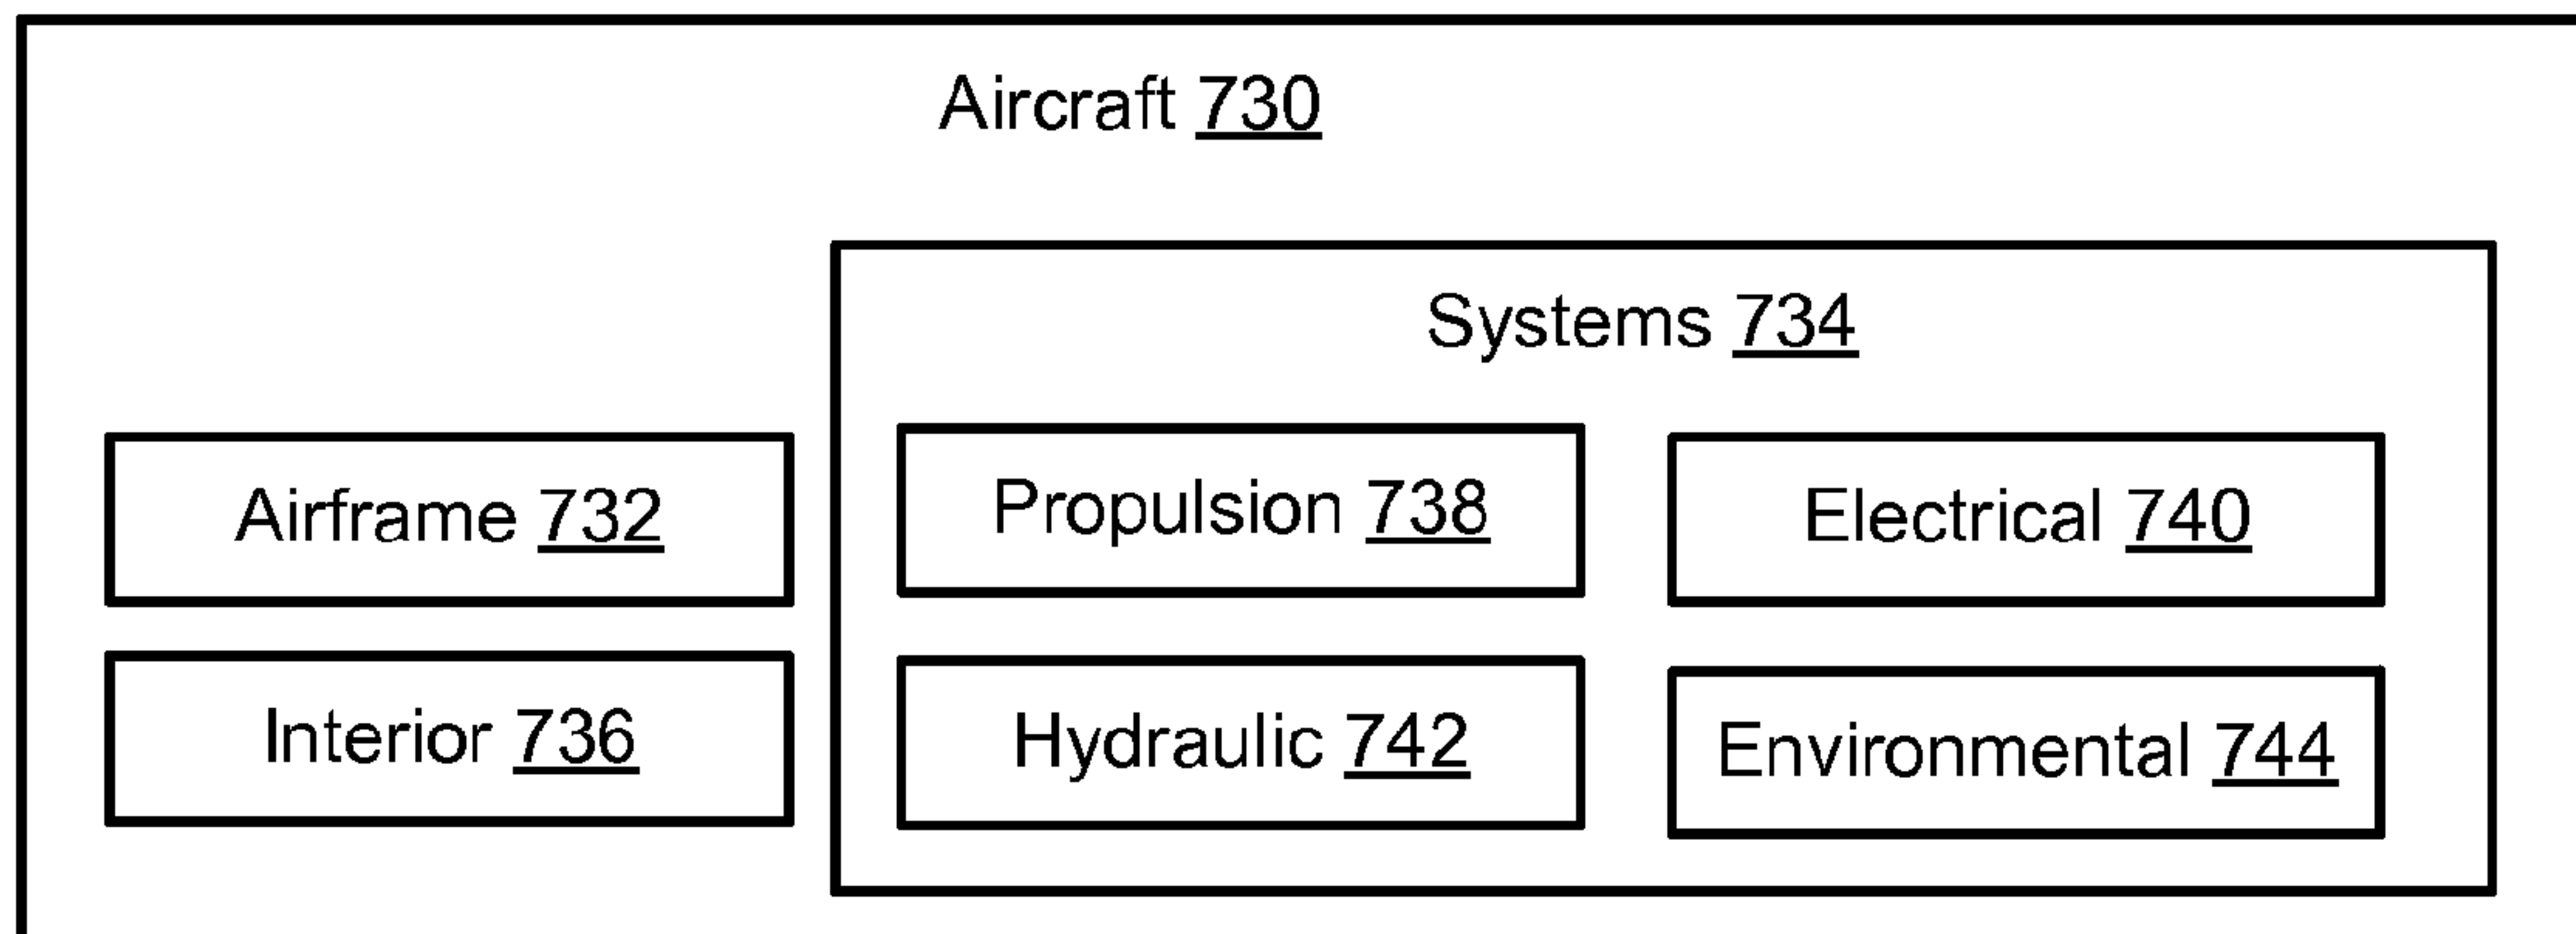 Aircraft 730
Systems 734
Airframe 732
Propulsion 738
Electrical 740
Interior 736
Hydraulic 742
Environmental 744